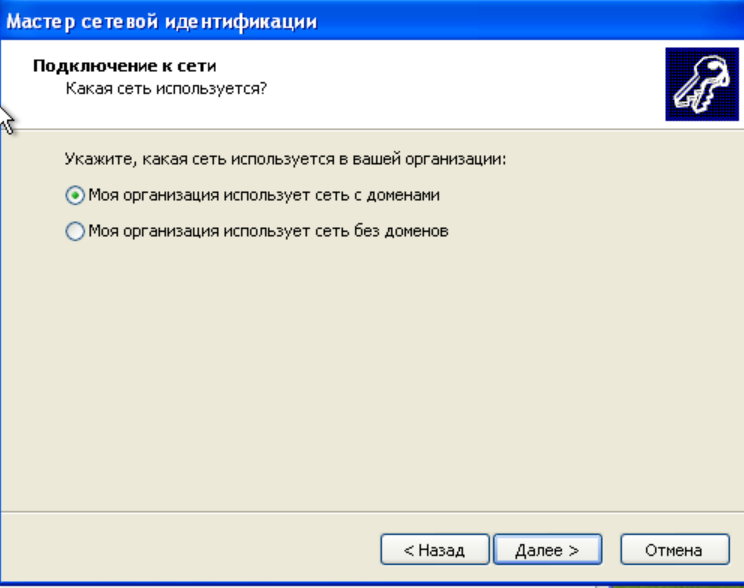 Мастер сетевой идентификации
Подключение к сети
Какая сеть используется?
Укажите, какая сеть используется в вашей организации:
Моя организация использует сеть с доменами
Моя организация использует сеть без доменов
< Назад
Далее >
Отмена